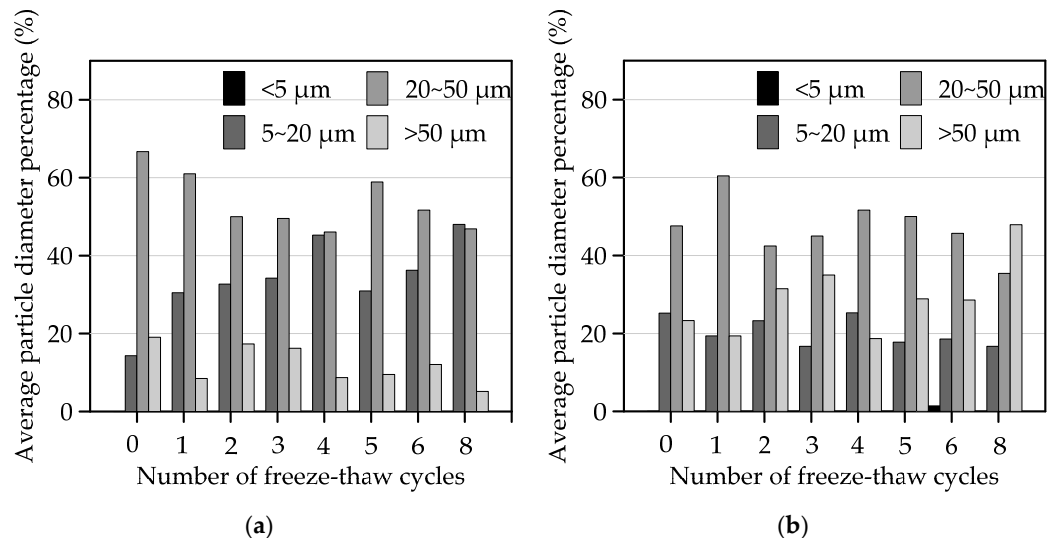 Average particle diameter percentage (%)
<5 μm
20~50 μm
5~20 μm
>50 μm
80
60
40
20
0
0 1 2 3 4 5 6 8
Number of freeze-thaw cycles
(a)
Average particle diameter percentage (%)
<5 μm
20~50 μm
5~20 μm
>50 μm
80
60
40
20
0
0 1 2 3 4 5 6 8
Number of freeze-thaw cycles
(b)